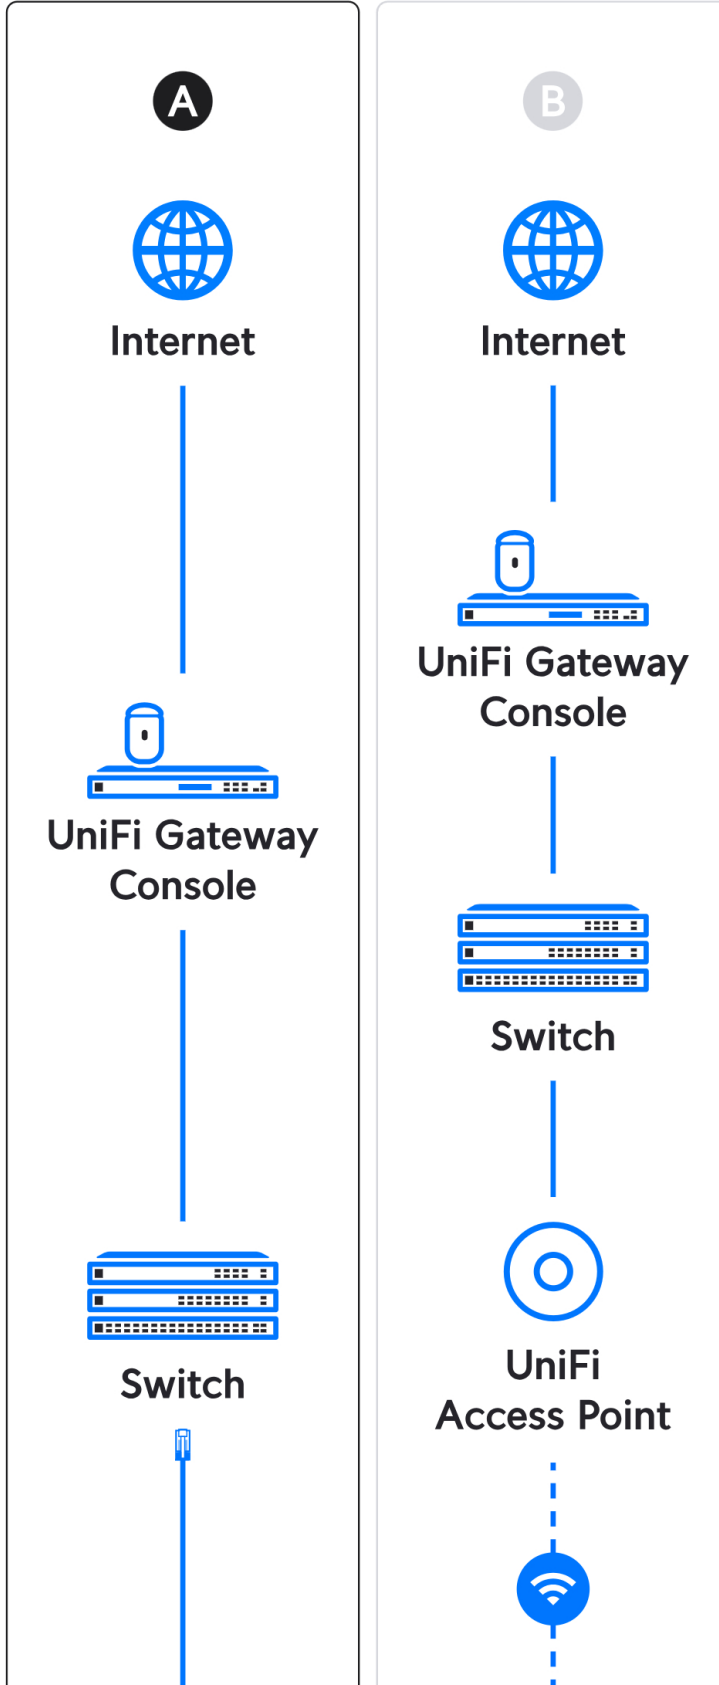 A
Internet
UniFi Gateway
Console
Switch
B
Internet
UniFi Gateway
Console
Switch
UniFi
Access Point